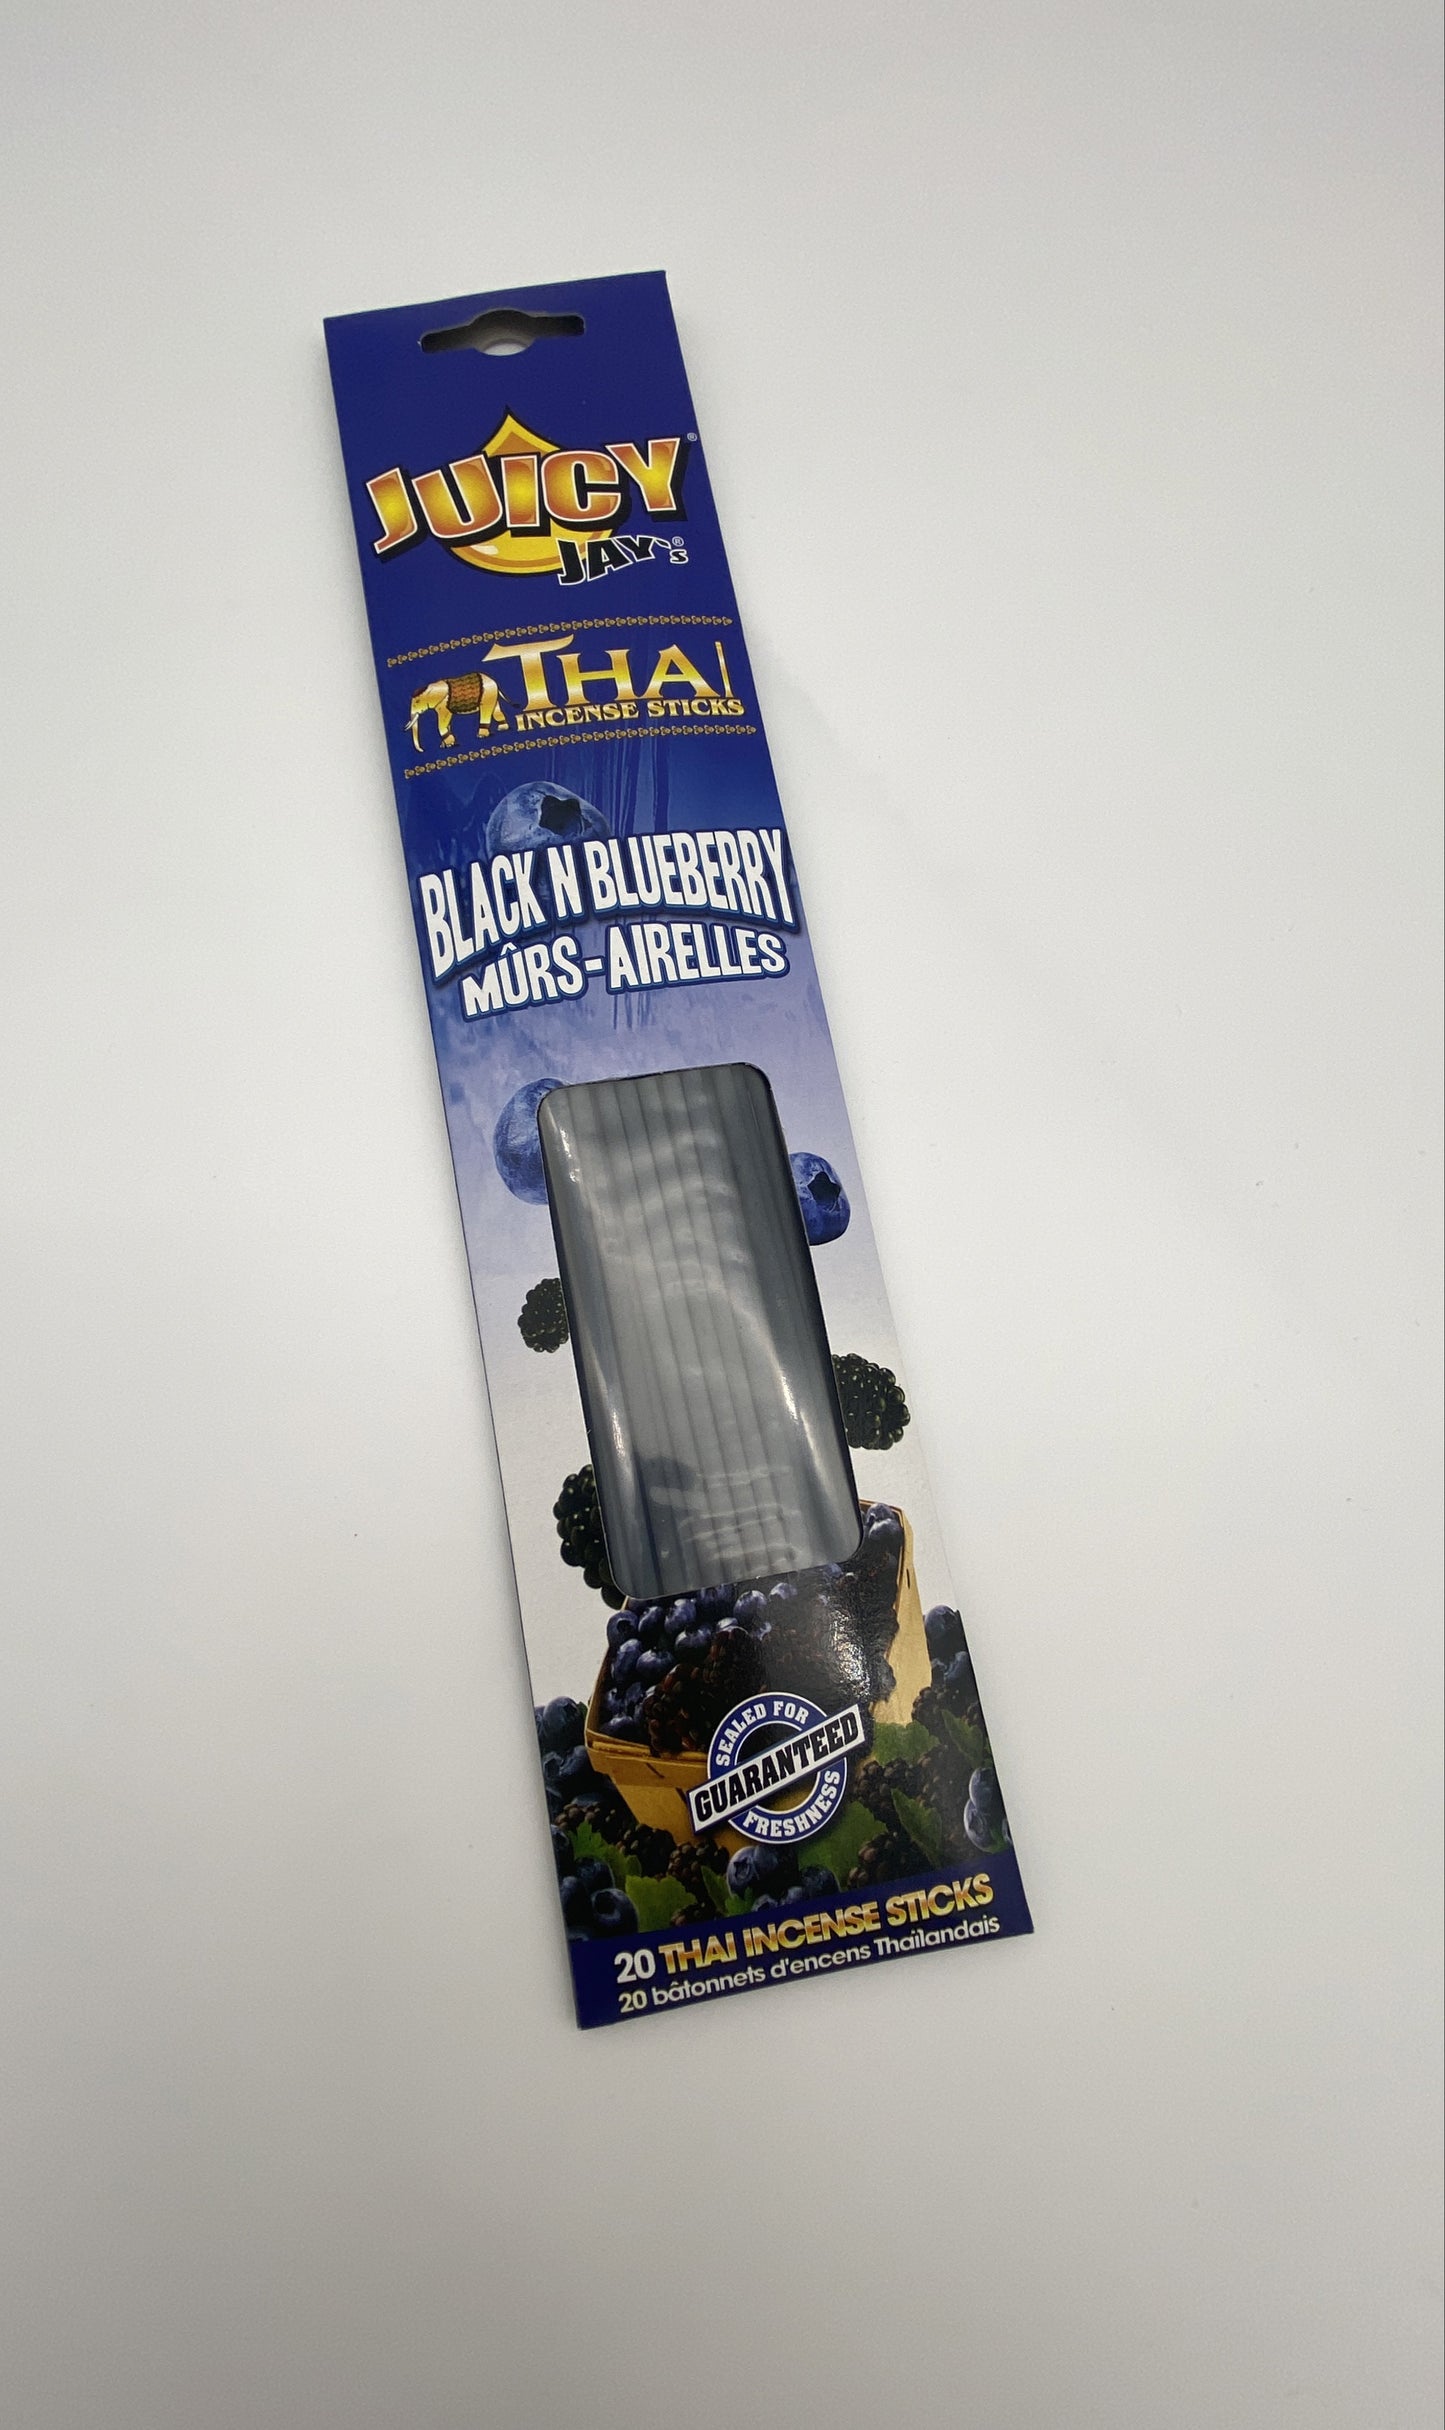 JUICY®
JAY's®
THAI
INCENSE STICKS
BLACK N BLUEBERRY
MÛRS-AIRELLES
SEALED FOR
GUARANTEED
FRESHNESS
20 THAI INCENSE STICKS
20 bâtonnets d'encens Thaïlandais